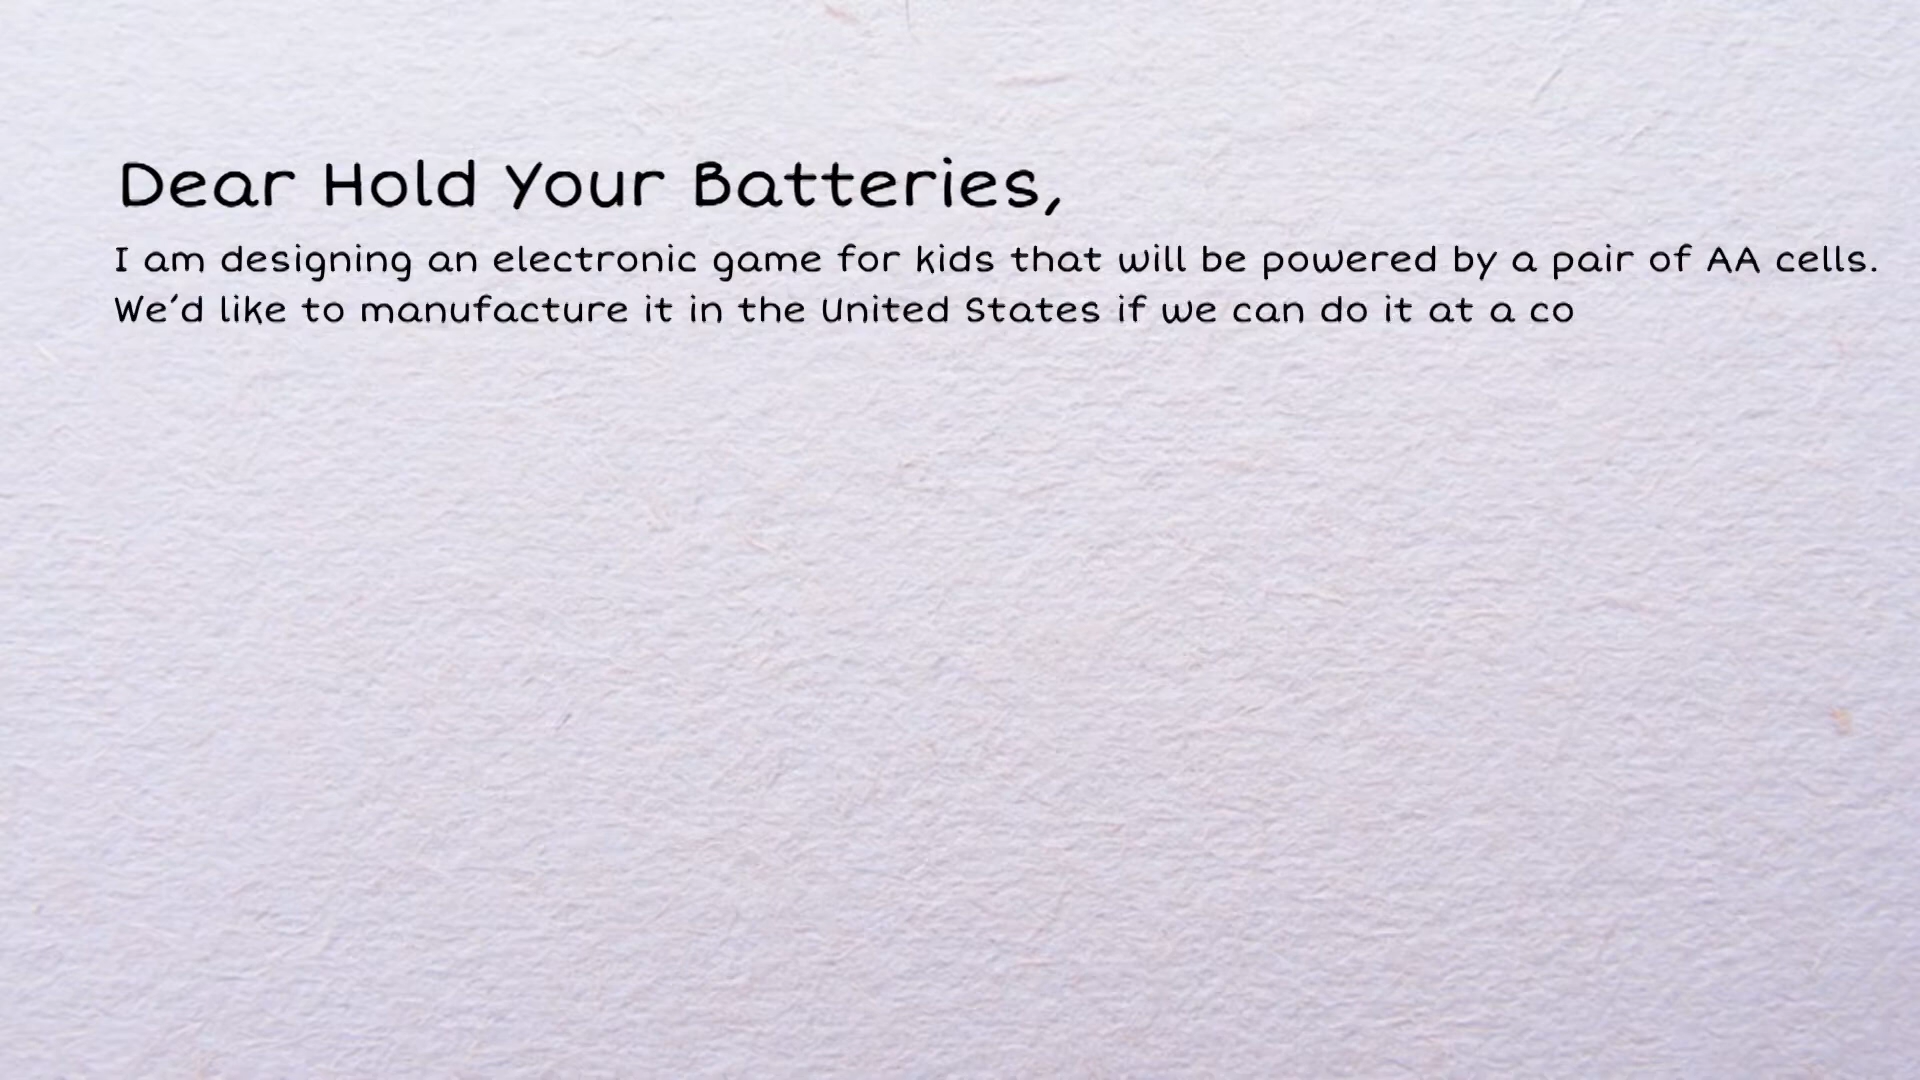 Dear Hold Your Batteries,
I am designing an electronic game for kids that will be powered by a pair of AA cells.
We'd like to manufacture it in the United States if we can do it at a co